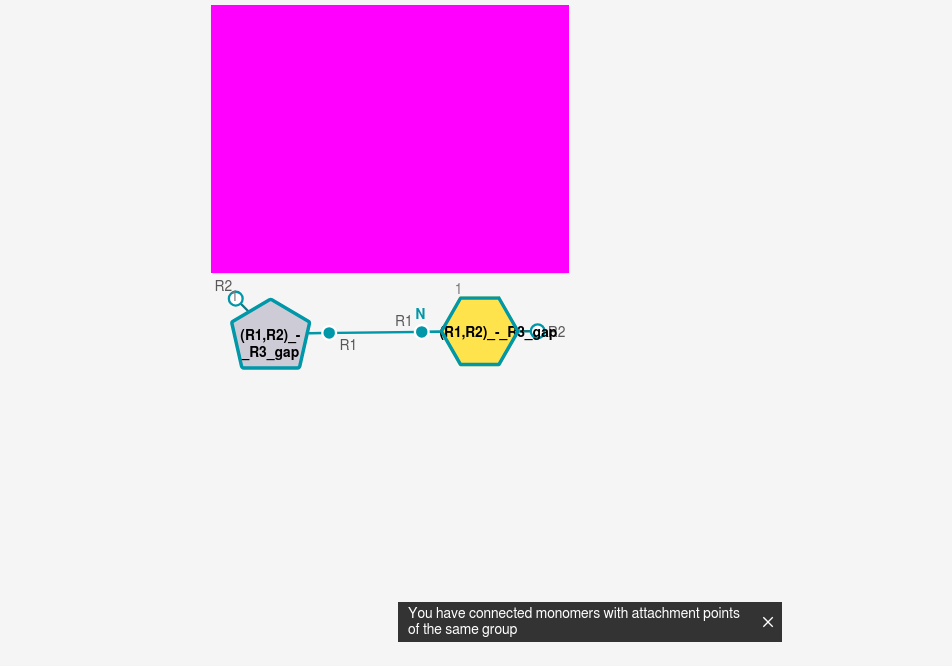 R2
1
1
N
R1
(R1,R2)_-
_R3_gap
R1
(R1,R2)_-_R3_gap
R2
You have connected monomers with attachment points
of the same group